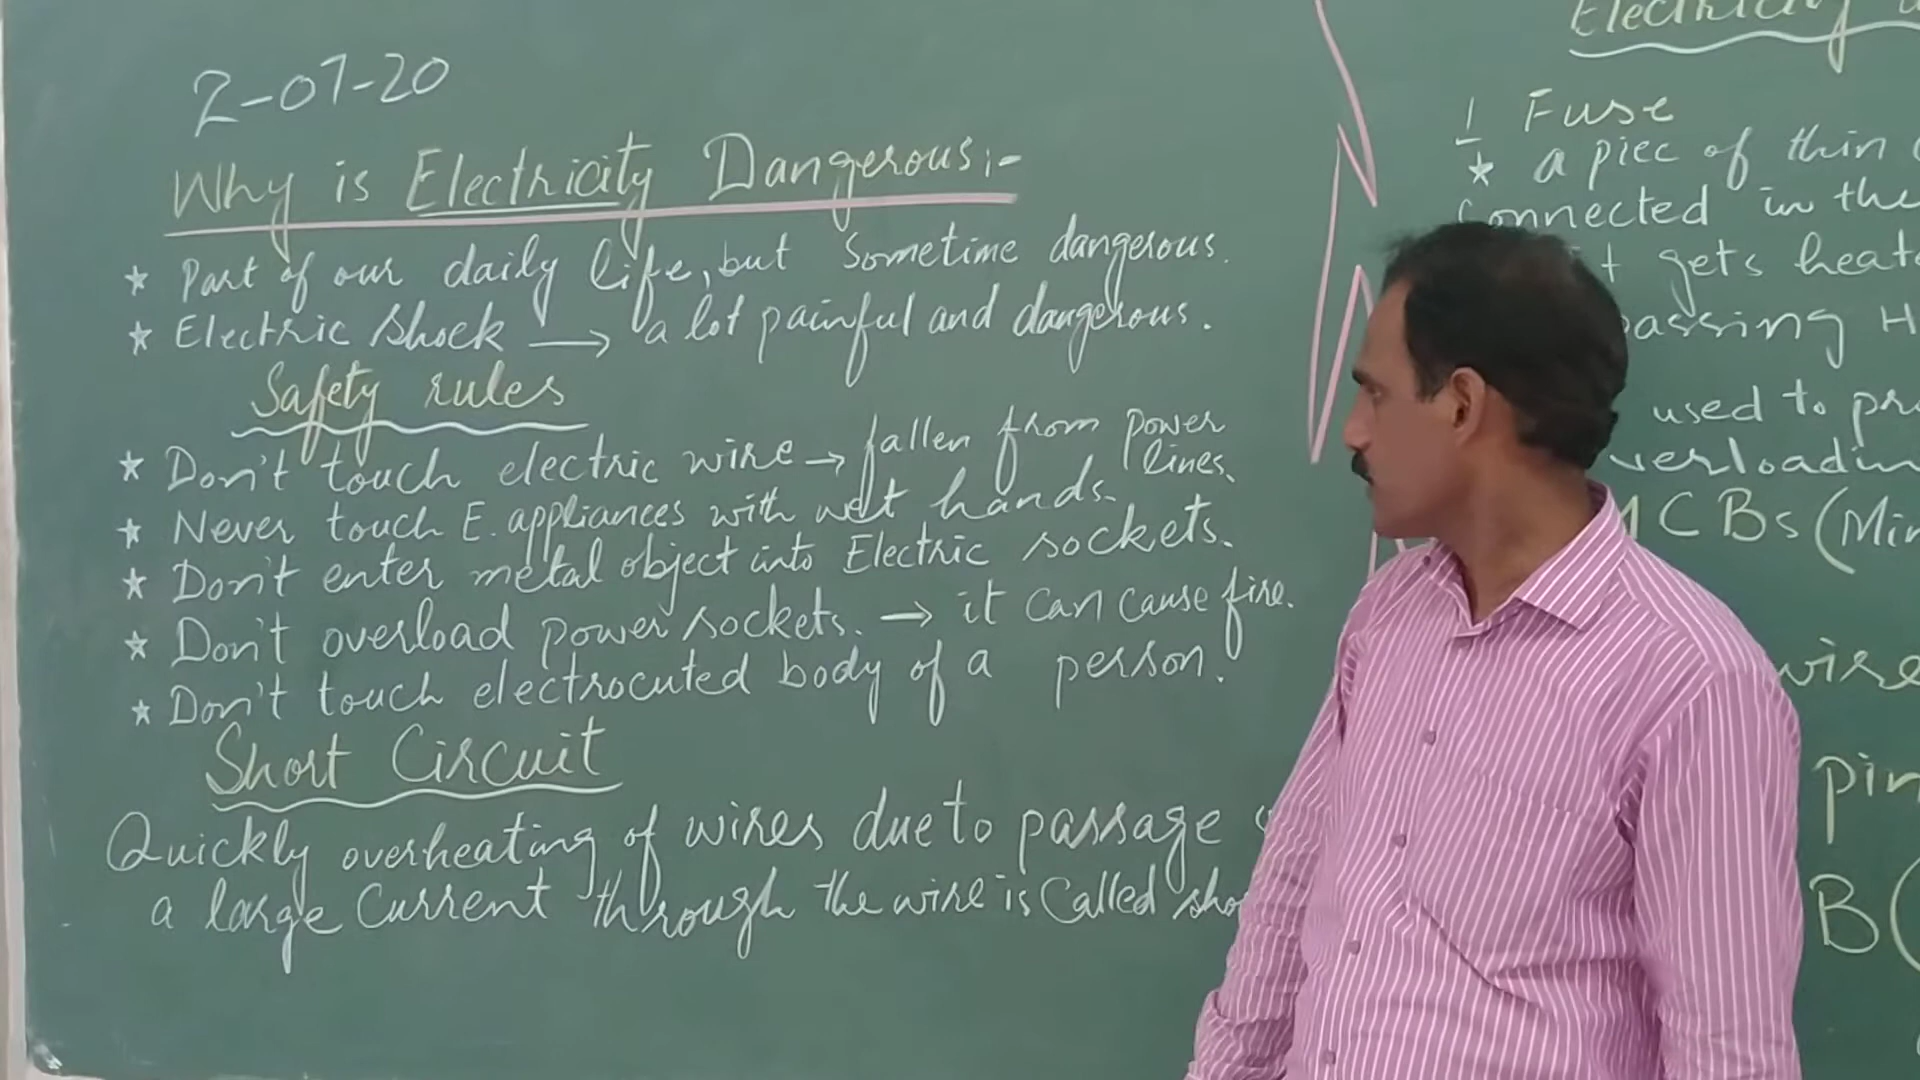 2-07-20
Why is Electricity Dangerous:-
* Part of our daily life, but Sometime dangerous.
* Electric shock → a lot painful and dangerous.
Safety rules
* Don't touch electric wire → fallen from power lines.
* Never touch E. appliances with wet hands.
* Don't enter metal object into Electric sockets.
* Don't overload power sockets. → it can cause fire.
* Don't touch electrocuted body of a person.
Short Circuit
Quickly overheating of wires due to passage
a large Current through the wire is Called sho
Electricity
1 Fuse
* a piec of thin
Connected in the
it gets heat
passing H
used to pr
overloadin
MCBs (Min
wire
pin
B(